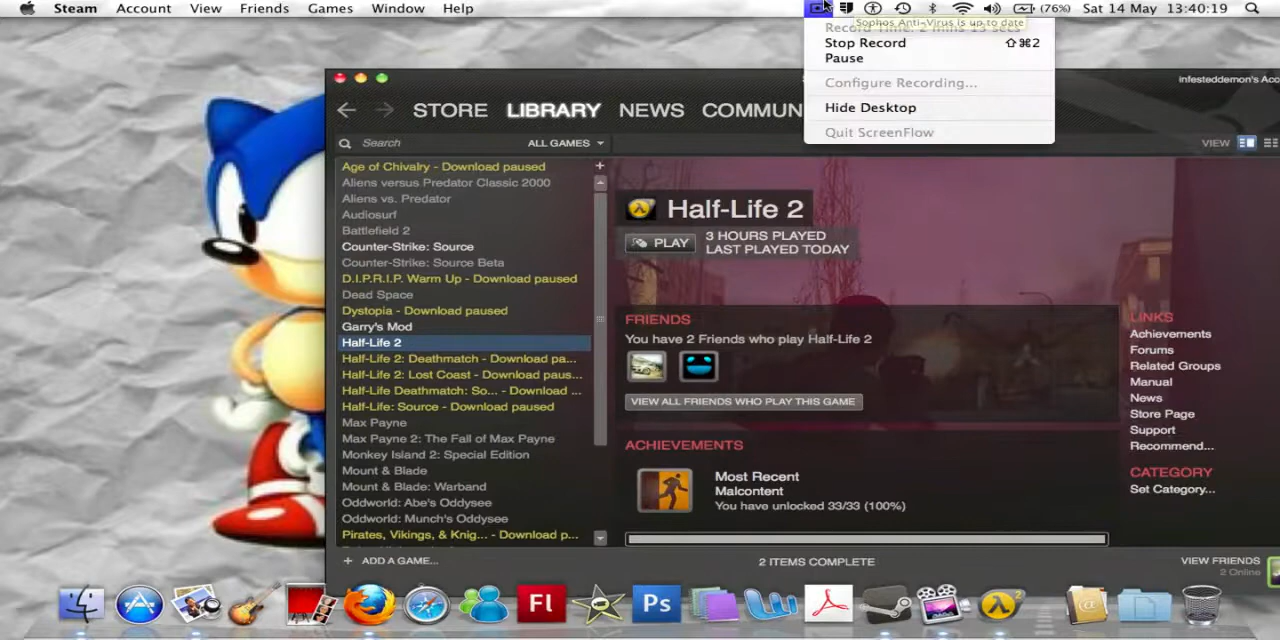 Steam Account View Friends Games Window Help (76%) Sat 14 May 13:40:19
Sophos Anti-Virus is up to date
Record Time: 2 mins 13 secs
Stop Record ⇧⌘2
Pause
Configure Recording...
Hide Desktop
Quit ScreenFlow
infesteddemon's Acco
STORE LIBRARY NEWS COMMUN
Search ALL GAMES VIEW
Age of Chivalry - Download paused +
Aliens versus Predator Classic 2000
Aliens vs. Predator
Audiosurf
Battlefield 2
Counter-Strike: Source
Counter-Strike: Source Beta
D.I.P.R.I.P. Warm Up - Download paused
Dead Space
Dystopia - Download paused
Garry's Mod
Half-Life 2
Half-Life 2: Deathmatch - Download pa...
Half-Life 2: Lost Coast - Download paus...
Half-Life Deathmatch: So... - Download ...
Half-Life: Source - Download paused
Max Payne
Max Payne 2: The Fall of Max Payne
Monkey Island 2: Special Edition
Mount & Blade
Mount & Blade: Warband
Oddworld: Abe's Oddysee
Oddworld: Munch's Oddysee
Pirates, Vikings, & Knig... - Download p...
Half-Life 2
PLAY
3 HOURS PLAYED
LAST PLAYED TODAY
FRIENDS
You have 2 Friends who play Half-Life 2
VIEW ALL FRIENDS WHO PLAY THIS GAME
ACHIEVEMENTS
Most Recent
Malcontent
You have unlocked 33/33 (100%)
LINKS
Achievements
Forums
Related Groups
Manual
News
Store Page
Support
Recommend...
CATEGORY
Set Category...
+ ADD A GAME...
2 ITEMS COMPLETE
VIEW FRIENDS
2 Online
Fl
Ps